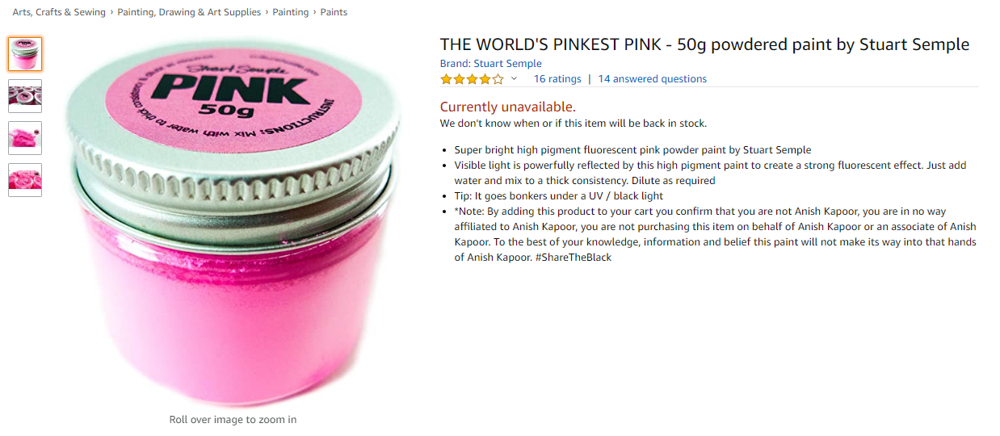 Arts, Crafts & Sewing › Painting, Drawing & Art Supplies › Painting › Paints
Stuart Semple
PINK
50g
INSTRUCTIONS: Mix with water to thick consistency & dilute as required
THE WORLD'S PINKEST PINK - 50g powdered paint by Stuart Semple
Brand: Stuart Semple
16 ratings | 14 answered questions
Currently unavailable.
We don't know when or if this item will be back in stock.
• Super bright high pigment fluorescent pink powder paint by Stuart Semple
• Visible light is powerfully reflected by this high pigment paint to create a strong fluorescent effect. Just add
water and mix to a thick consistency. Dilute as required
• Tip: It goes bonkers under a UV / black light
• *Note: By adding this product to your cart you confirm that you are not Anish Kapoor, you are in no way
affiliated to Anish Kapoor, you are not purchasing this item on behalf of Anish Kapoor or an associate of Anish
Kapoor. To the best of your knowledge, information and belief this paint will not make its way into that hands
of Anish Kapoor. #ShareTheBlack
Roll over image to zoom in